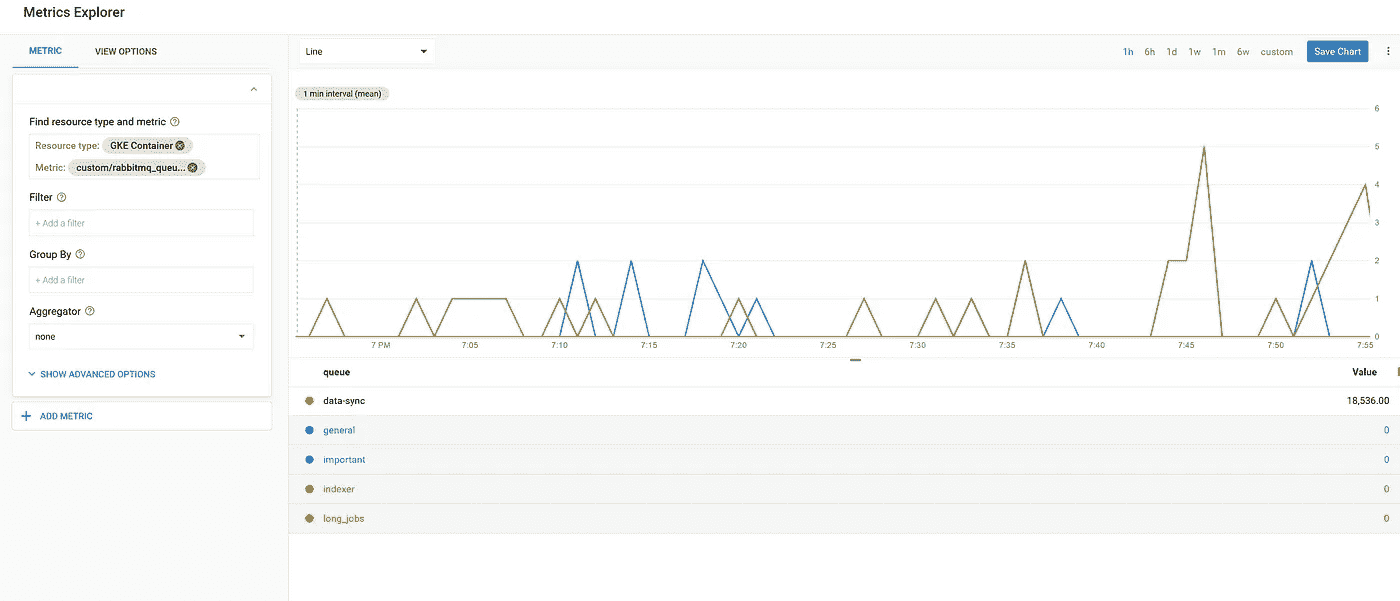 Metrics Explorer
METRIC VIEW OPTIONS
Line
1h 6h 1d 1w 1m 6w custom Save Chart
1 min interval (mean)
Find resource type and metric
Resource type: GKE Container
Metric: custom/rabbitmq_queu...
Filter
+ Add a filter
Group By
+ Add a filter
Aggregator
none
SHOW ADVANCED OPTIONS
+ ADD METRIC
6
5
4
3
2
1
0
7 PM 7:05 7:10 7:15 7:20 7:25 7:30 7:35 7:40 7:45 7:50 7:55
queue Value
data-sync 18,536.00
general 0
important 0
indexer 0
long_jobs 0